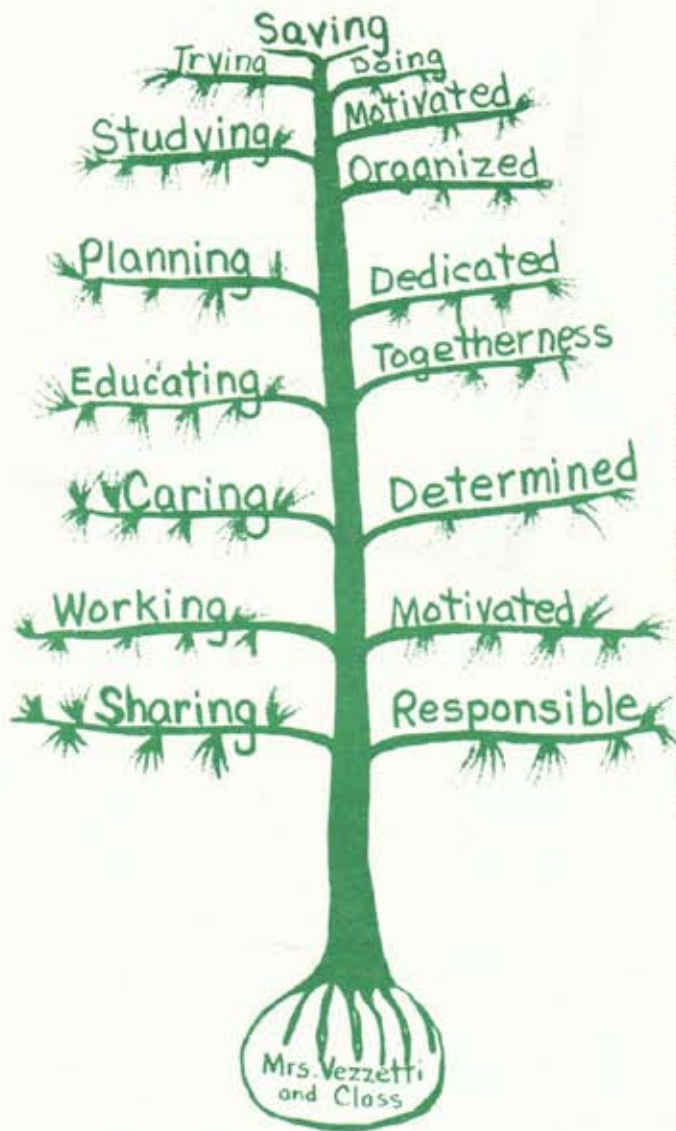 Saving
Trying
Doing
Motivated
Studying
Organized
Planning
Dedicated
Togetherness
Educating
Caring
Determined
Working
Motivated
Sharing
Responsible
Mrs. Vezzetti
and Class